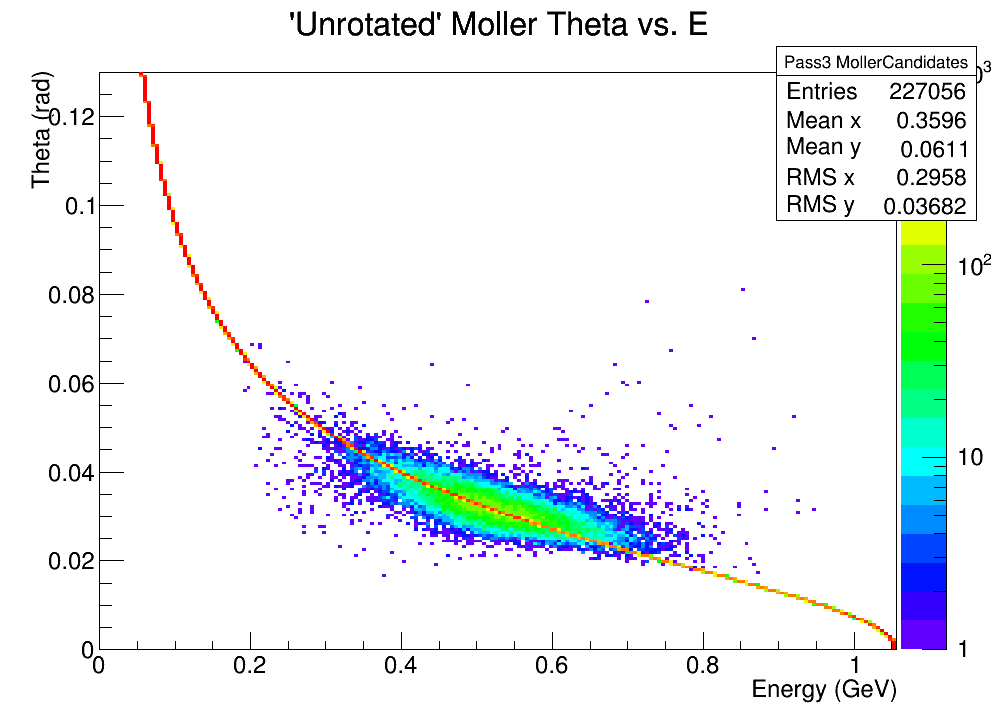 'Unrotated' Moller Theta vs. E
Pass3 MollerCandidates
Entries 227056
Mean x 0.3596
Mean y 0.0611
RMS x 0.2958
RMS y 0.03682
Theta (rad)
0.12
0.1
0.08
0.06
0.04
0.02
0
0 0.2 0.4 0.6 0.8 1
Energy (GeV)
10²
10
1